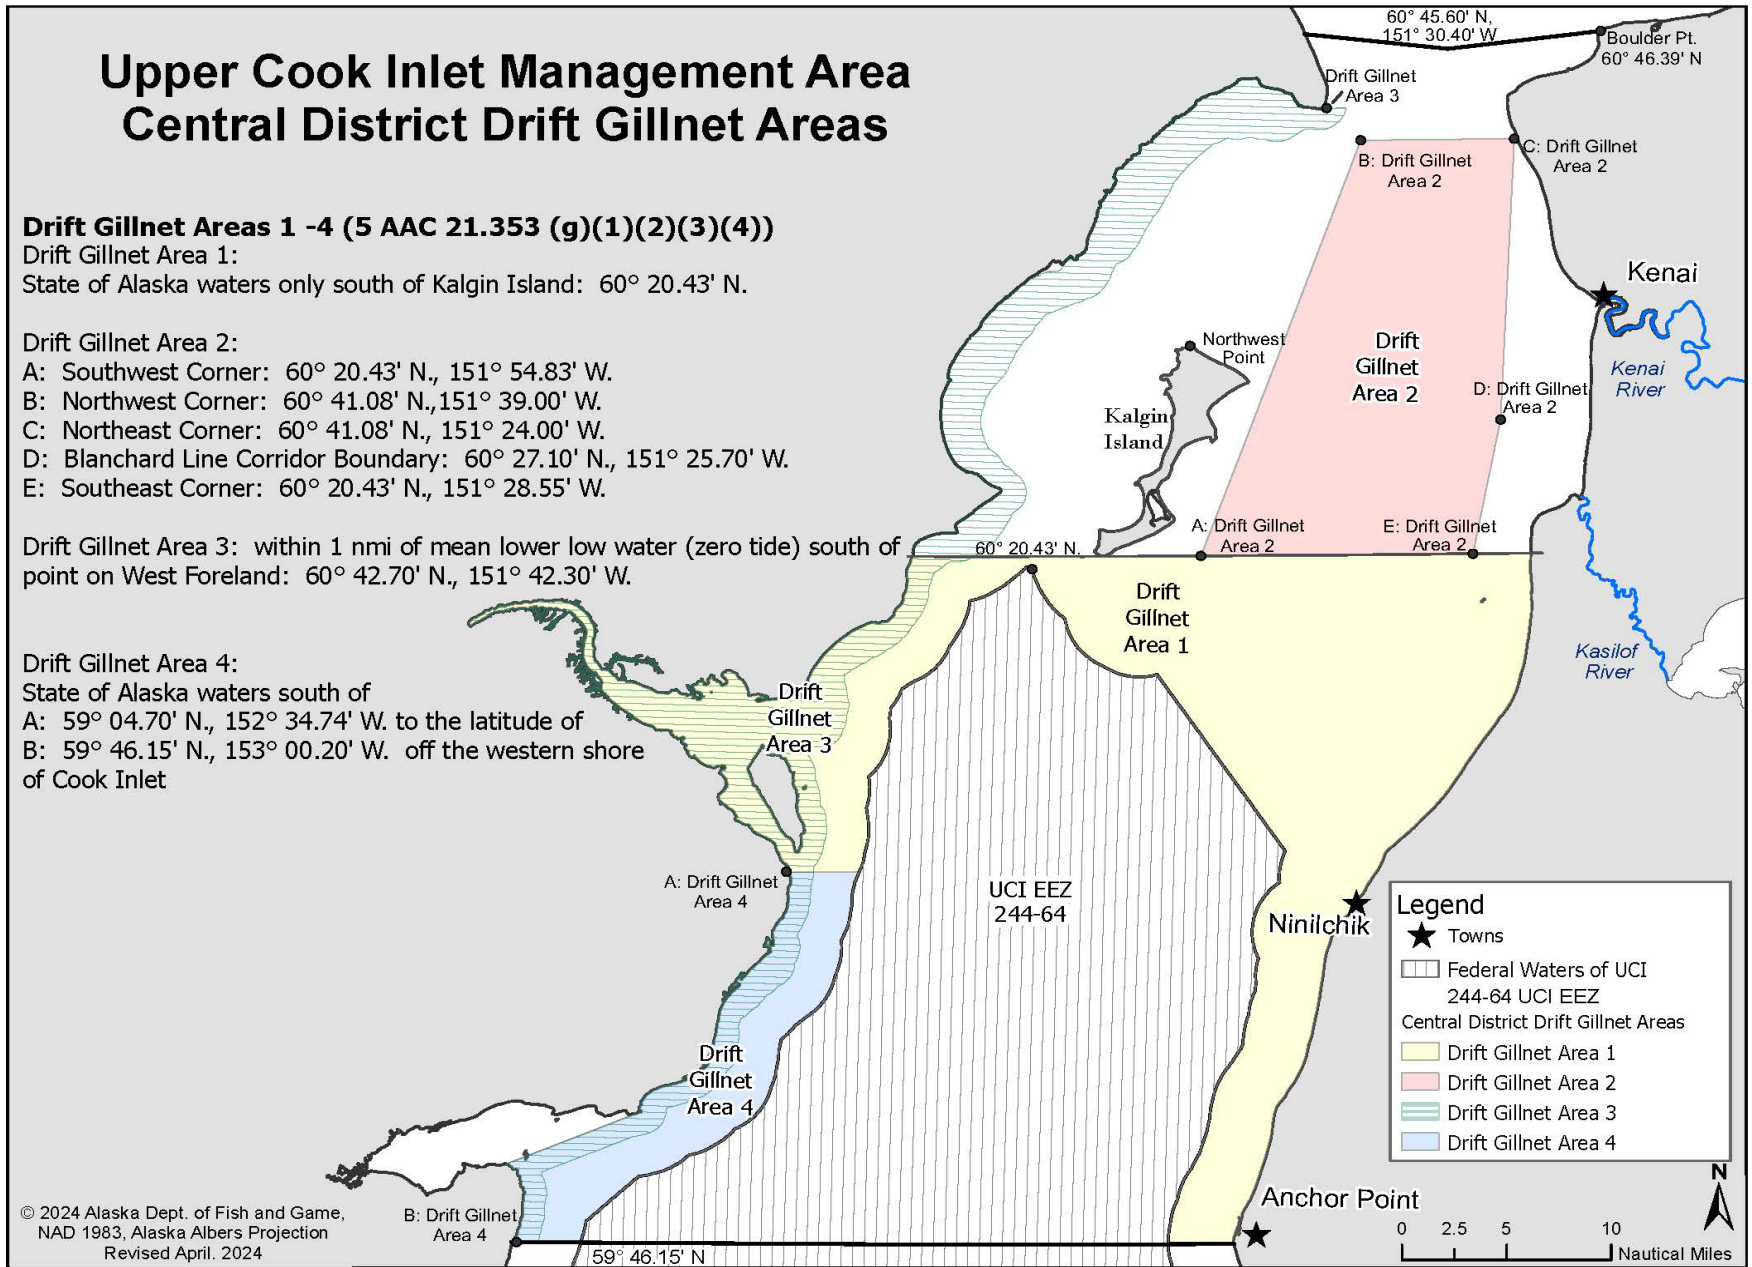 Upper Cook Inlet Management Area
Central District Drift Gillnet Areas
Drift Gillnet Areas 1 -4 (5 AAC 21.353 (g)(1)(2)(3)(4))
Drift Gillnet Area 1:
State of Alaska waters only south of Kalgin Island: 60° 20.43' N.
Drift Gillnet Area 2:
A: Southwest Corner: 60° 20.43' N., 151° 54.83' W.
B: Northwest Corner: 60° 41.08' N.,151° 39.00' W.
C: Northeast Corner: 60° 41.08' N., 151° 24.00' W.
D: Blanchard Line Corridor Boundary: 60° 27.10' N., 151° 25.70' W.
E: Southeast Corner: 60° 20.43' N., 151° 28.55' W.
Drift Gillnet Area 3: within 1 nmi of mean lower low water (zero tide) south of
point on West Foreland: 60° 42.70' N., 151° 42.30' W.
Drift Gillnet Area 4:
State of Alaska waters south of
A: 59° 04.70' N., 152° 34.74' W. to the latitude of
B: 59° 46.15' N., 153° 00.20' W. off the western shore
of Cook Inlet
60° 45.60' N,
151° 30.40' W
Boulder Pt.
60° 46.39' N
Drift Gillnet
Area 3
B: Drift Gillnet
Area 2
C: Drift Gillnet
Area 2
Kenai
Kenai
River
Northwest
Point
Drift
Gillnet
Area 2
D: Drift Gillnet
Area 2
Kalgin
Island
A: Drift Gillnet
Area 2
E: Drift Gillnet
Area 2
60° 20.43' N.
Drift
Gillnet
Area 1
Kasilof
River
Drift
Gillnet
Area 3
A: Drift Gillnet
Area 4
UCI EEZ
244-64
Ninilchik
Drift
Gillnet
Area 4
B: Drift Gillnet
Area 4
59° 46.15' N
Anchor Point
Legend
Towns
Federal Waters of UCI
244-64 UCI EEZ
Central District Drift Gillnet Areas
Drift Gillnet Area 1
Drift Gillnet Area 2
Drift Gillnet Area 3
Drift Gillnet Area 4
N
0 2.5 5 10
Nautical Miles
© 2024 Alaska Dept. of Fish and Game,
NAD 1983, Alaska Albers Projection
Revised April. 2024